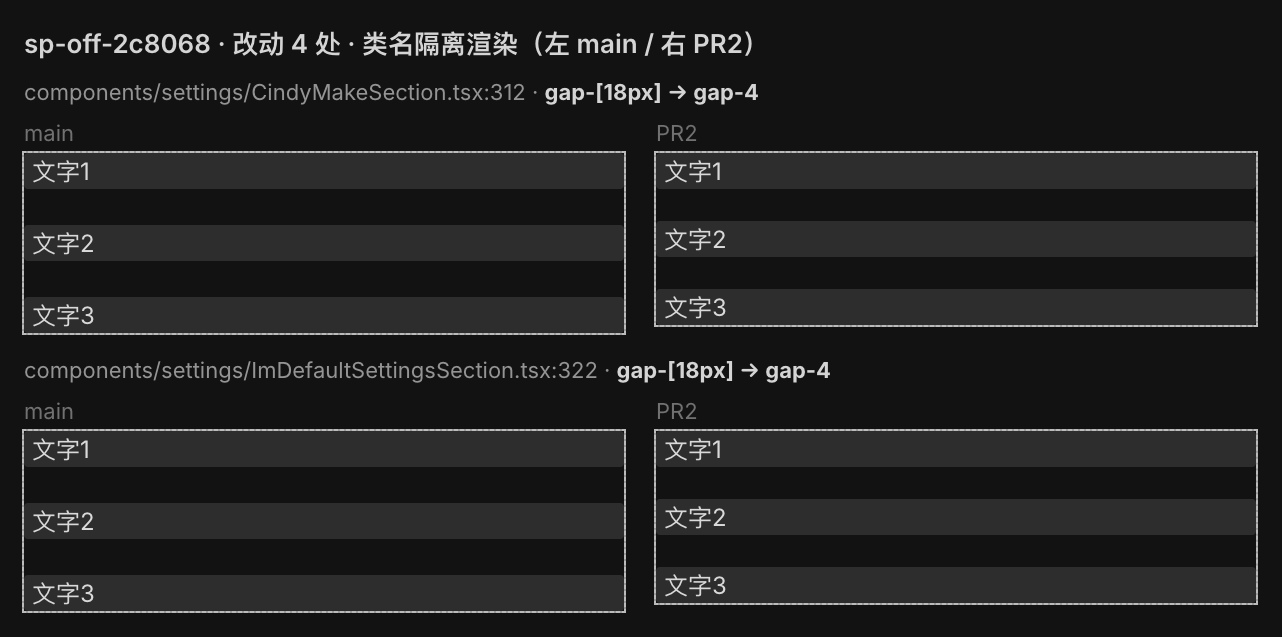 sp-off-2c8068 · 改动 4 处 · 类名隔离渲染（左 main / 右 PR2）
components/settings/CindyMakeSection.tsx:312 · gap-[18px] → gap-4
main PR2
文字1 文字1
文字2 文字2
文字3 文字3
components/settings/ImDefaultSettingsSection.tsx:322 · gap-[18px] → gap-4
main PR2
文字1 文字1
文字2 文字2
文字3 文字3